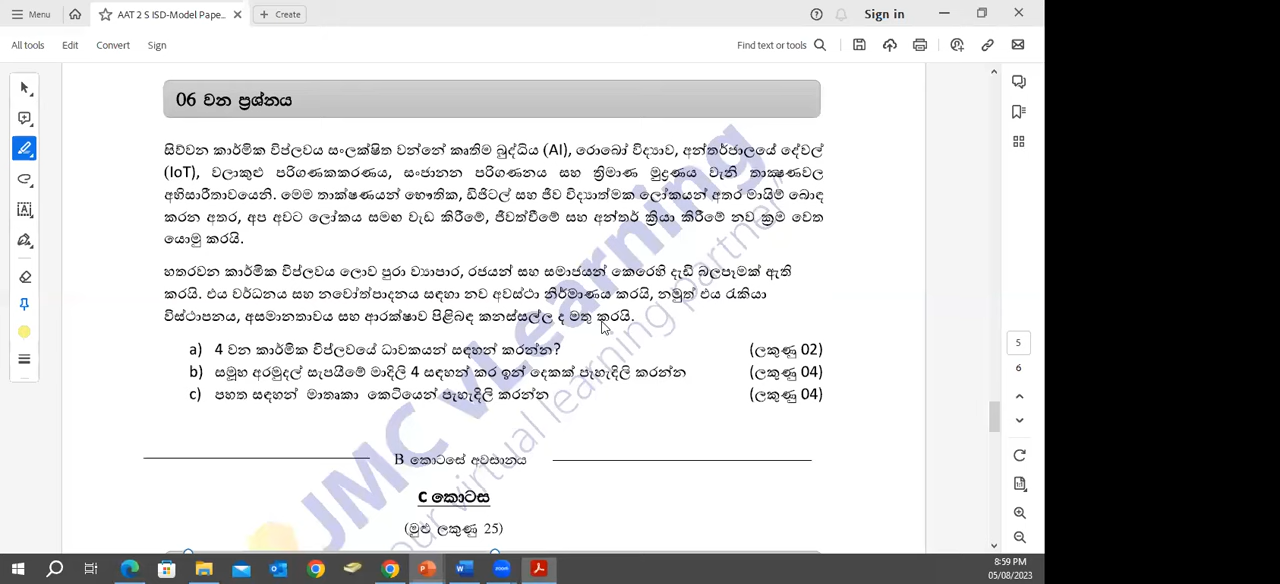 Menu
AAT 2 S ISD-Model Pape...
Create
Sign in
All tools
Edit
Convert
Sign
Find text or tools
06 වන ප්‍රශ්නය
සිව්වන කාර්මික විප්ලවය සංලක්ෂිත වන්නේ කෘතිම බුද්ධිය (AI), රොබෝ විද්‍යාව, අන්තර්ජාලයේ දේවල්
(IoT), වලාකුළු පරිගණකකරණය, සංජානන පරිගණනය සහ ත්‍රිමාණ මුද්‍රණය වැනි තාක්‍ෂණවල
අභිසාරීතාවයෙනි. මෙම තාක්ෂණයන් භෞතික, ඩිජිටල් සහ ජීව විද්‍යාත්මක ලෝකයන් අතර මායිම් බොඳ
කරන අතර, අප අවට ලෝකය සමඟ වැඩ කිරීමේ, ජීවත්වීමේ සහ අන්තර් ක්‍රියා කිරීමේ නව ක්‍රම වෙත
යොමු කරයි.
හතරවන කාර්මික විප්ලවය ලොව පුරා ව්‍යාපාර, රජයන් සහ සමාජයන් කෙරෙහි දැඩි බලපෑමක් ඇති
කරයි. එය වර්ධනය සහ නවෝත්පාදනය සඳහා නව අවස්ථා නිර්මාණය කරයි, නමුත් එය රැකියා
විස්ථාපනය, අසමානතාවය සහ ආරක්ෂාව පිළිබඳ කනස්සල්ල ද මතු කරයි.
a) 4 වන කාර්මික විප්ලවයේ ධාවකයන් සඳහන් කරන්න? (ලකුණු 02)
b) සමූහ අරමුදල් සැපයීමේ මාදිලි 4 සඳහන් කර ඉන් දෙකක් පැහැදිලි කරන්න (ලකුණු 04)
c) පහත සඳහන් මාතෘකා කෙටියෙන් පැහැදිලි කරන්න (ලකුණු 04)
B කොටසේ අවසානය
C කොටස
(මුළු ලකුණු 25)
JMC vLearning
our virtual learning partner"
5
6
8:59 PM
05/08/2023